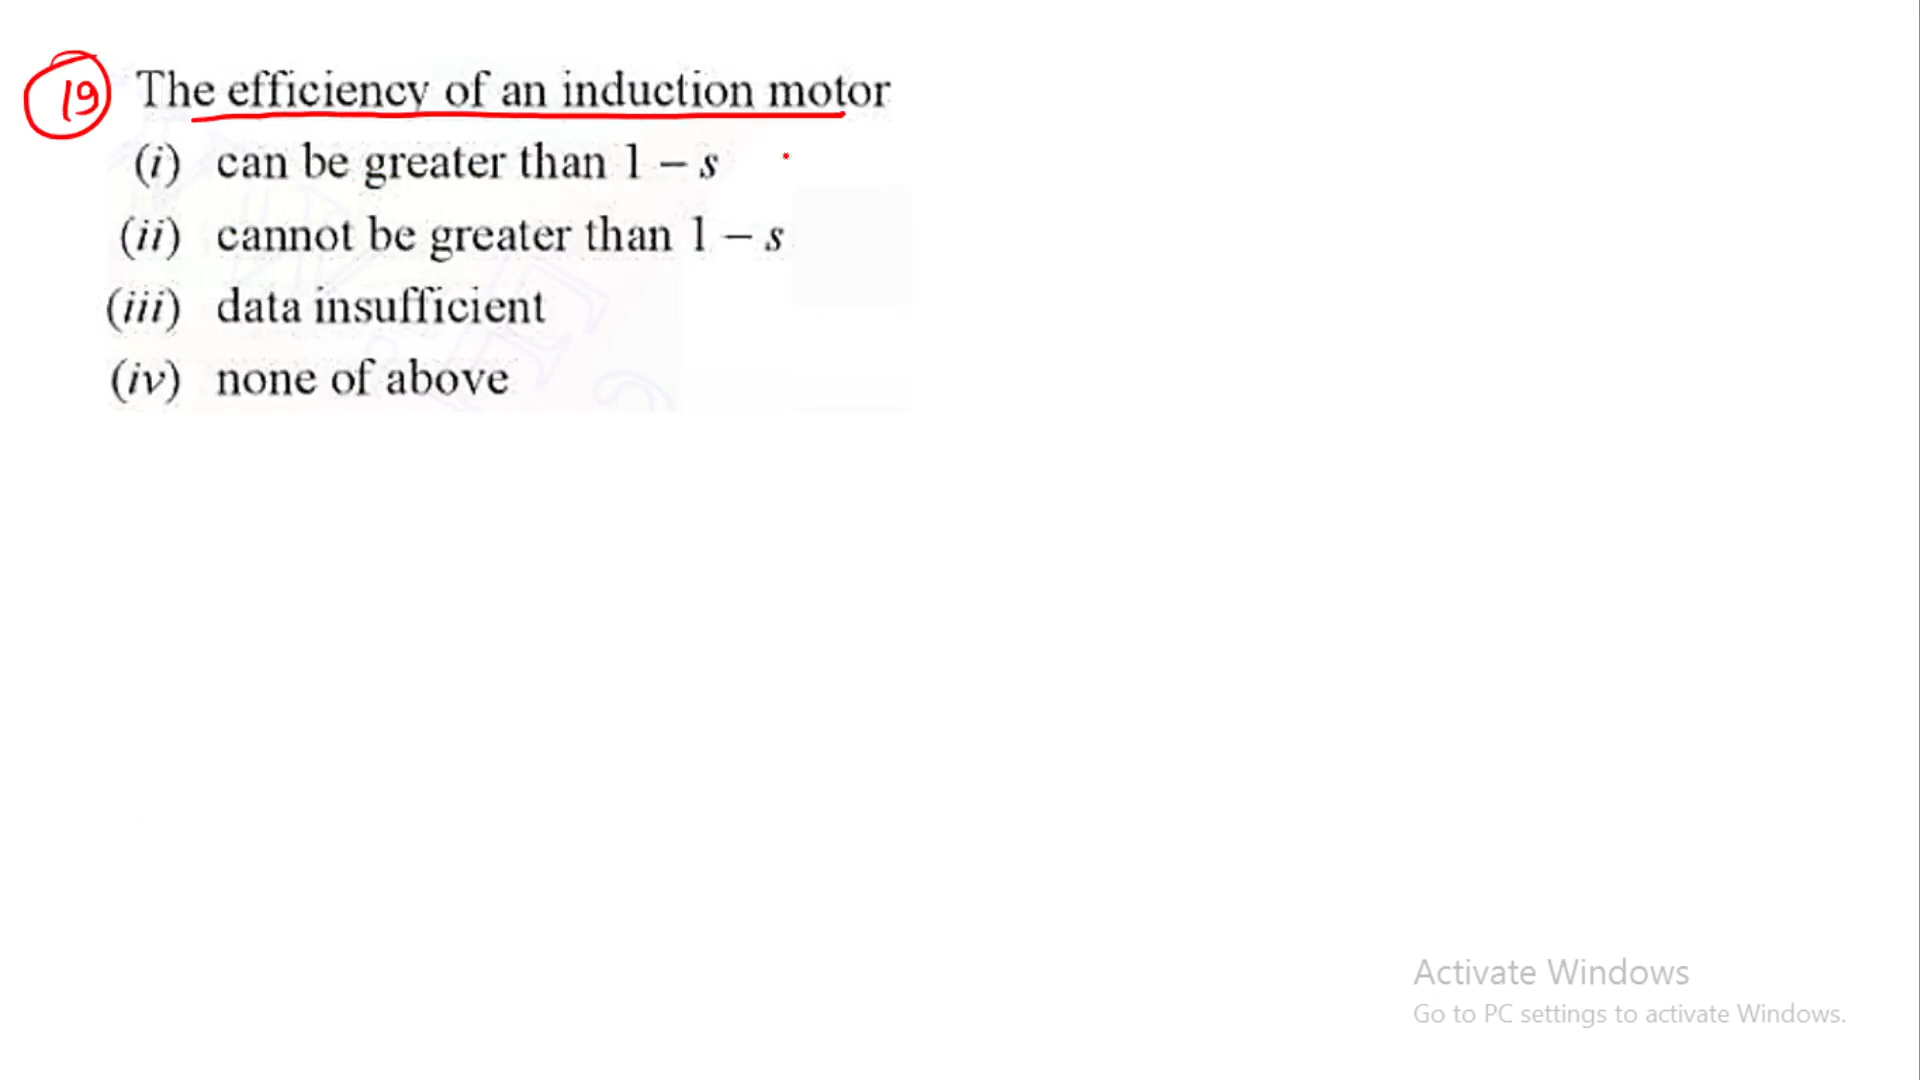 19 The efficiency of an induction motor
(i) can be greater than 1 – s
(ii) cannot be greater than 1 – s
(iii) data insufficient
(iv) none of above
Activate Windows
Go to PC settings to activate Windows.